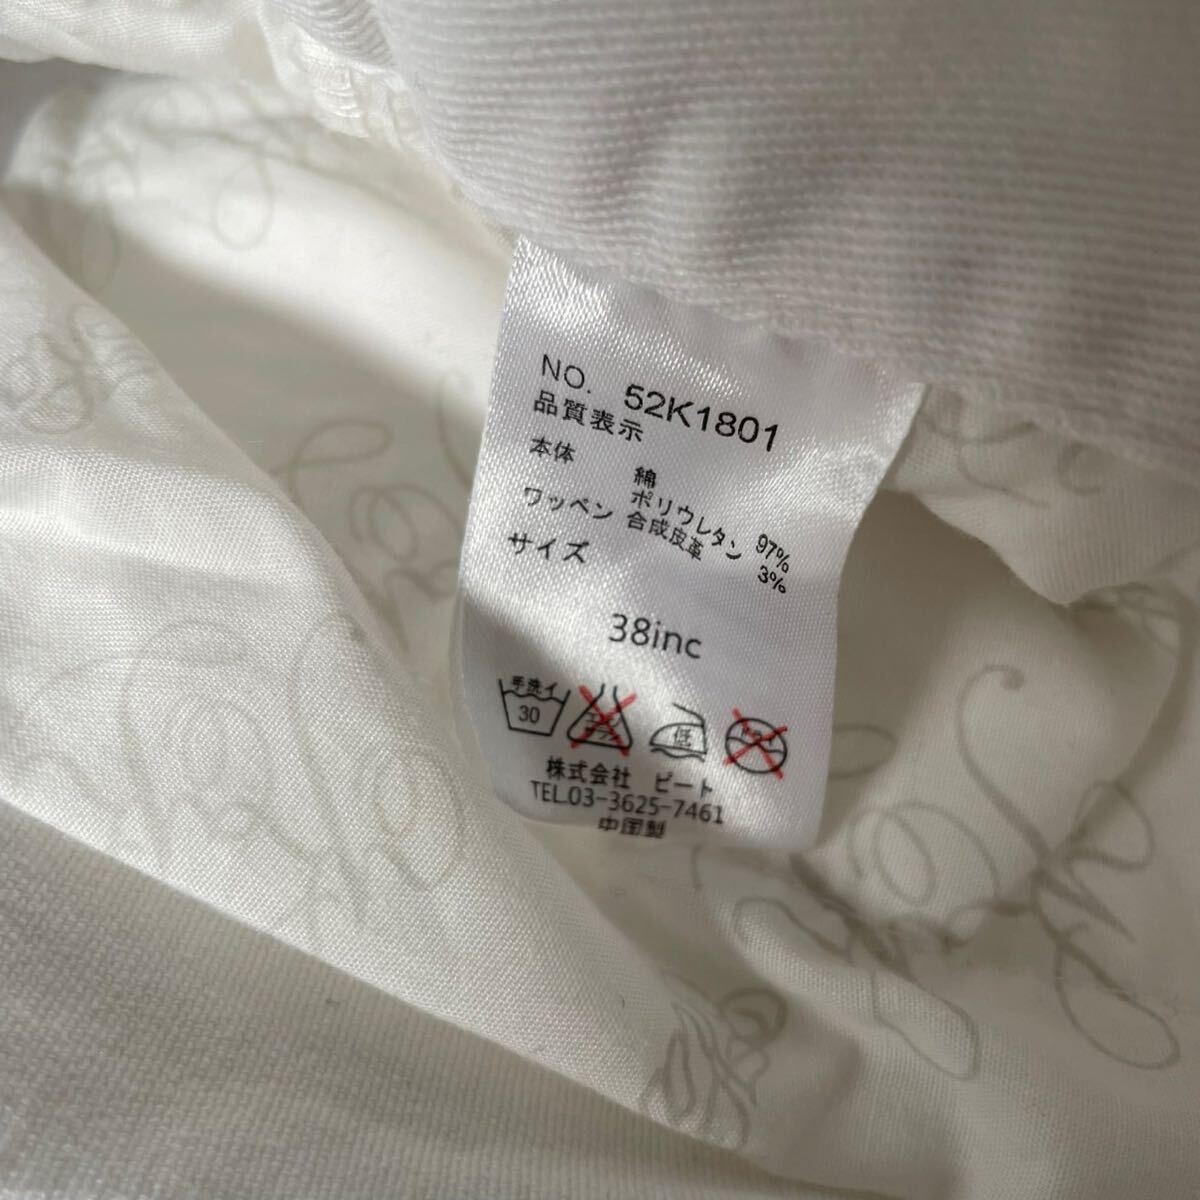 NO. 52K1801
品質表示
本体 綿 97%
ポリウレタン 3%
ワッペン 合成皮革
サイズ
38inc
手洗イ 30 低
株式会社 ビート
TEL.03-3625-7461
中国製